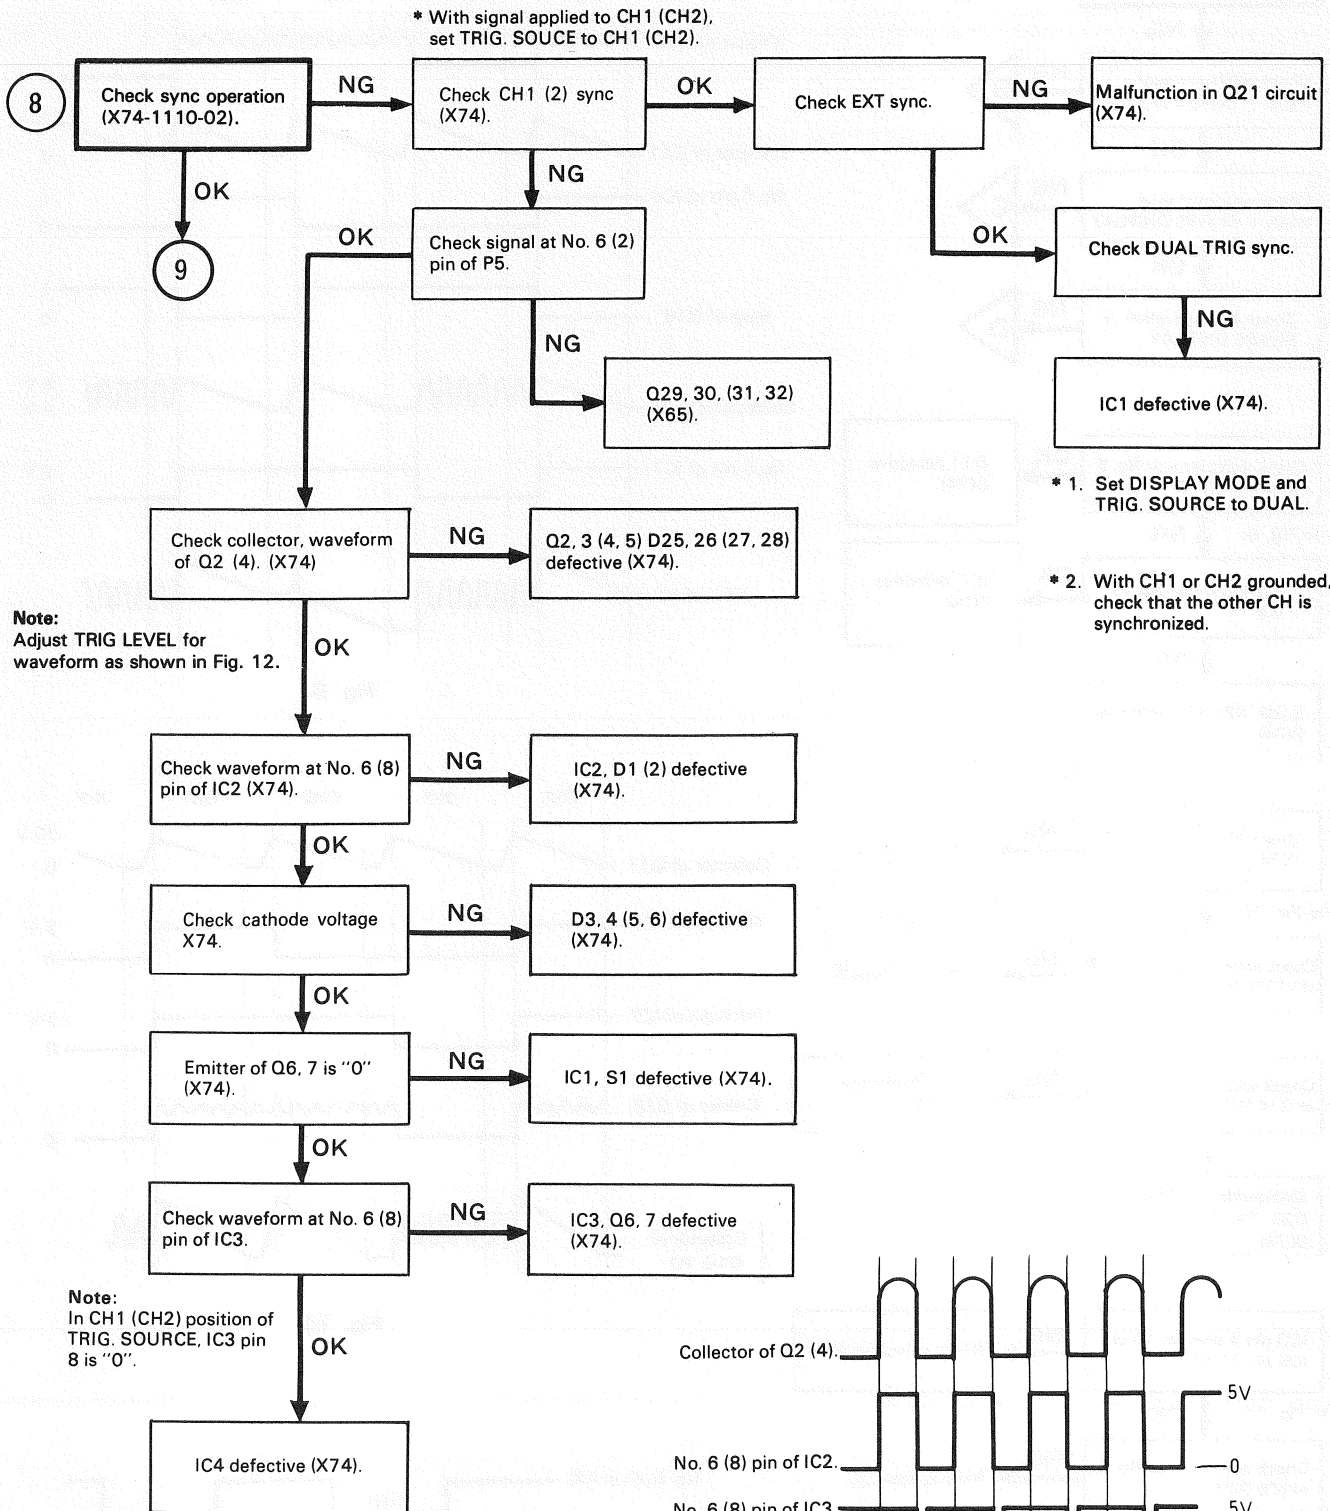 * With signal applied to CH1 (CH2),
set TRIG. SOUCE to CH1 (CH2).
8
Check sync operation
(X74-1110-02).
NG
Check CH1 (2) sync
(X74).
OK
Check EXT sync.
NG
Malfunction in Q21 circuit
(X74).
OK
9
NG
OK
Check signal at No. 6 (2)
pin of P5.
OK
Check DUAL TRIG sync.
NG
NG
Q29, 30, (31, 32)
(X65).
IC1 defective (X74).
* 1. Set DISPLAY MODE and
TRIG. SOURCE to DUAL.
Check collector, waveform
of Q2 (4). (X74)
NG
Q2, 3 (4, 5) D25, 26 (27, 28)
defective (X74).
* 2. With CH1 or CH2 grounded,
check that the other CH is
synchronized.
Note:
Adjust TRIG LEVEL for
waveform as shown in Fig. 12.
OK
Check waveform at No. 6 (8)
pin of IC2 (X74).
NG
IC2, D1 (2) defective
(X74).
OK
Check cathode voltage
X74.
NG
D3, 4 (5, 6) defective
(X74).
OK
Emitter of Q6, 7 is "0"
(X74).
NG
IC1, S1 defective (X74).
OK
Check waveform at No. 6 (8)
pin of IC3.
NG
IC3, Q6, 7 defective
(X74).
Note:
In CH1 (CH2) position of
TRIG. SOURCE, IC3 pin
8 is "0".
OK
IC4 defective (X74).
Collector of Q2 (4).
5V
No. 6 (8) pin of IC2.
0
No. 6 (8) pin of IC3
5V